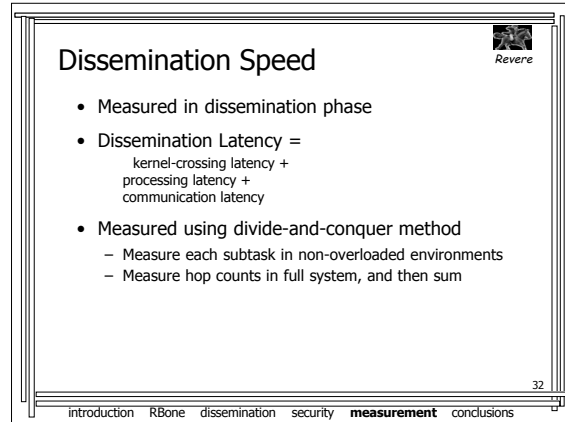 Revere
Dissemination Speed
• Measured in dissemination phase
• Dissemination Latency =
kernel-crossing latency +
processing latency +
communication latency
• Measured using divide-and-conquer method
– Measure each subtask in non-overloaded environments
– Measure hop counts in full system, and then sum
32
introduction RBone dissemination security measurement conclusions